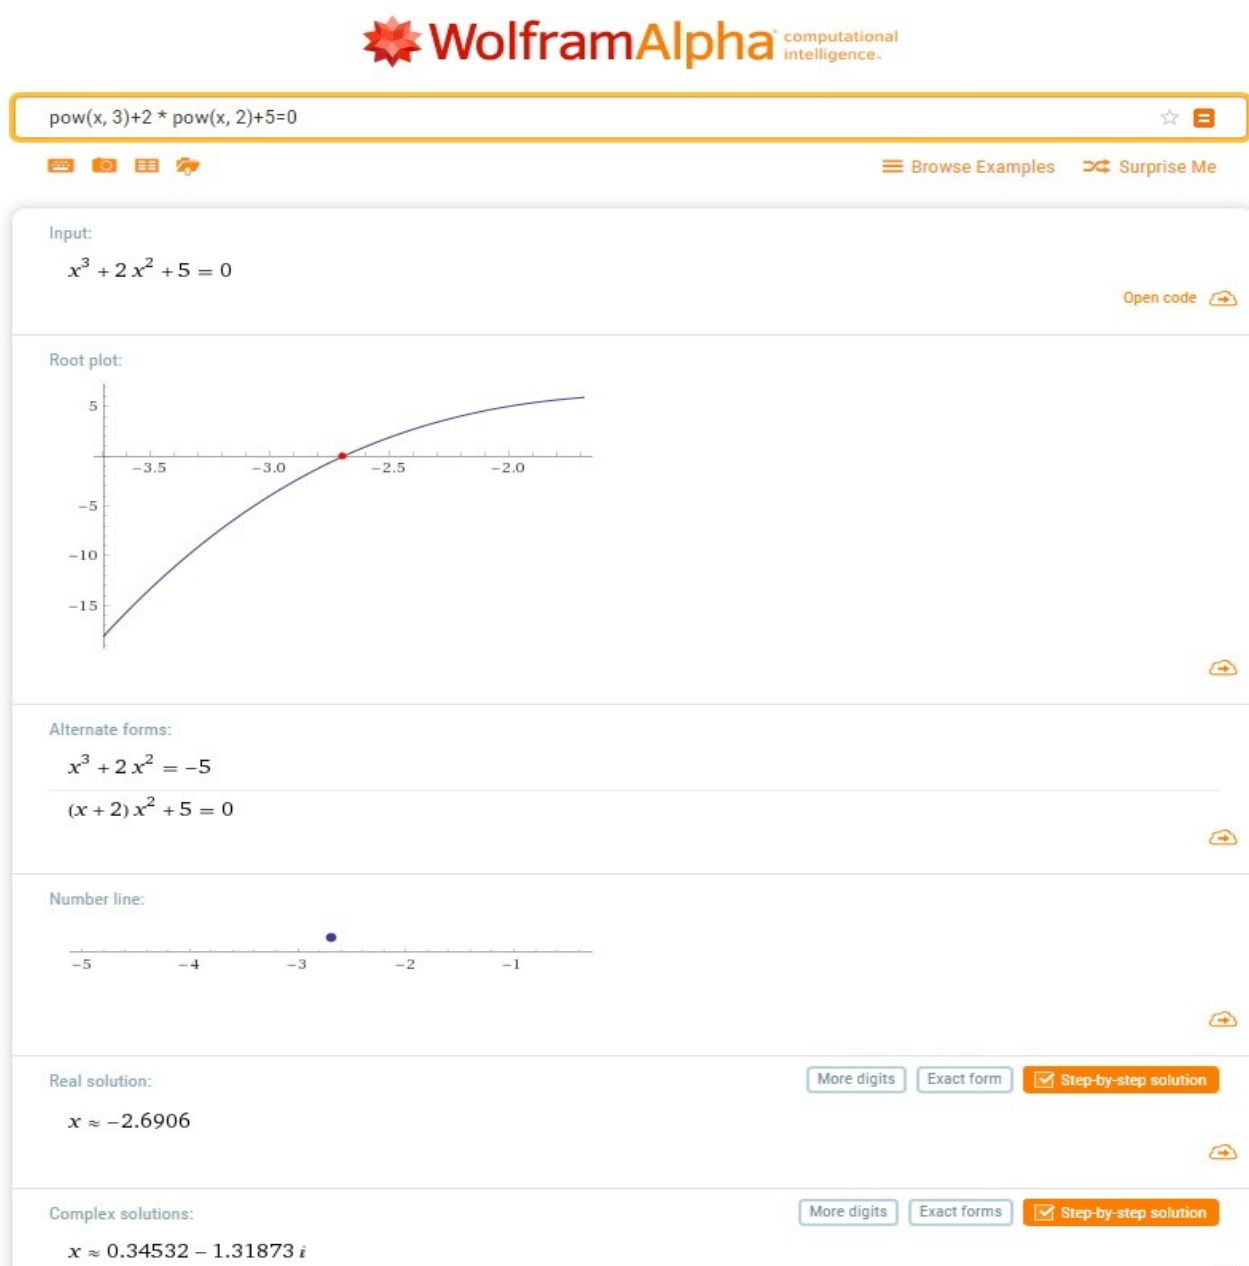 WolframAlpha computational intelligence™
pow(x, 3)+2 * pow(x, 2)+5=0
Browse Examples Surprise Me
Input:
x³ + 2 x² + 5 = 0
Open code
Root plot:
5
−3.5 −3.0 −2.5 −2.0
−5
−10
−15
Alternate forms:
x³ + 2 x² = −5
(x + 2) x² + 5 = 0
Number line:
−5 −4 −3 −2 −1
Real solution: More digits Exact form Step-by-step solution
x ≈ −2.6906
Complex solutions: More digits Exact forms Step-by-step solution
x ≈ 0.34532 − 1.31873 i